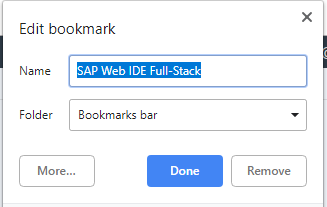 Edit bookmark
Name SAP Web IDE Full-Stack
Folder Bookmarks bar
More... Done Remove